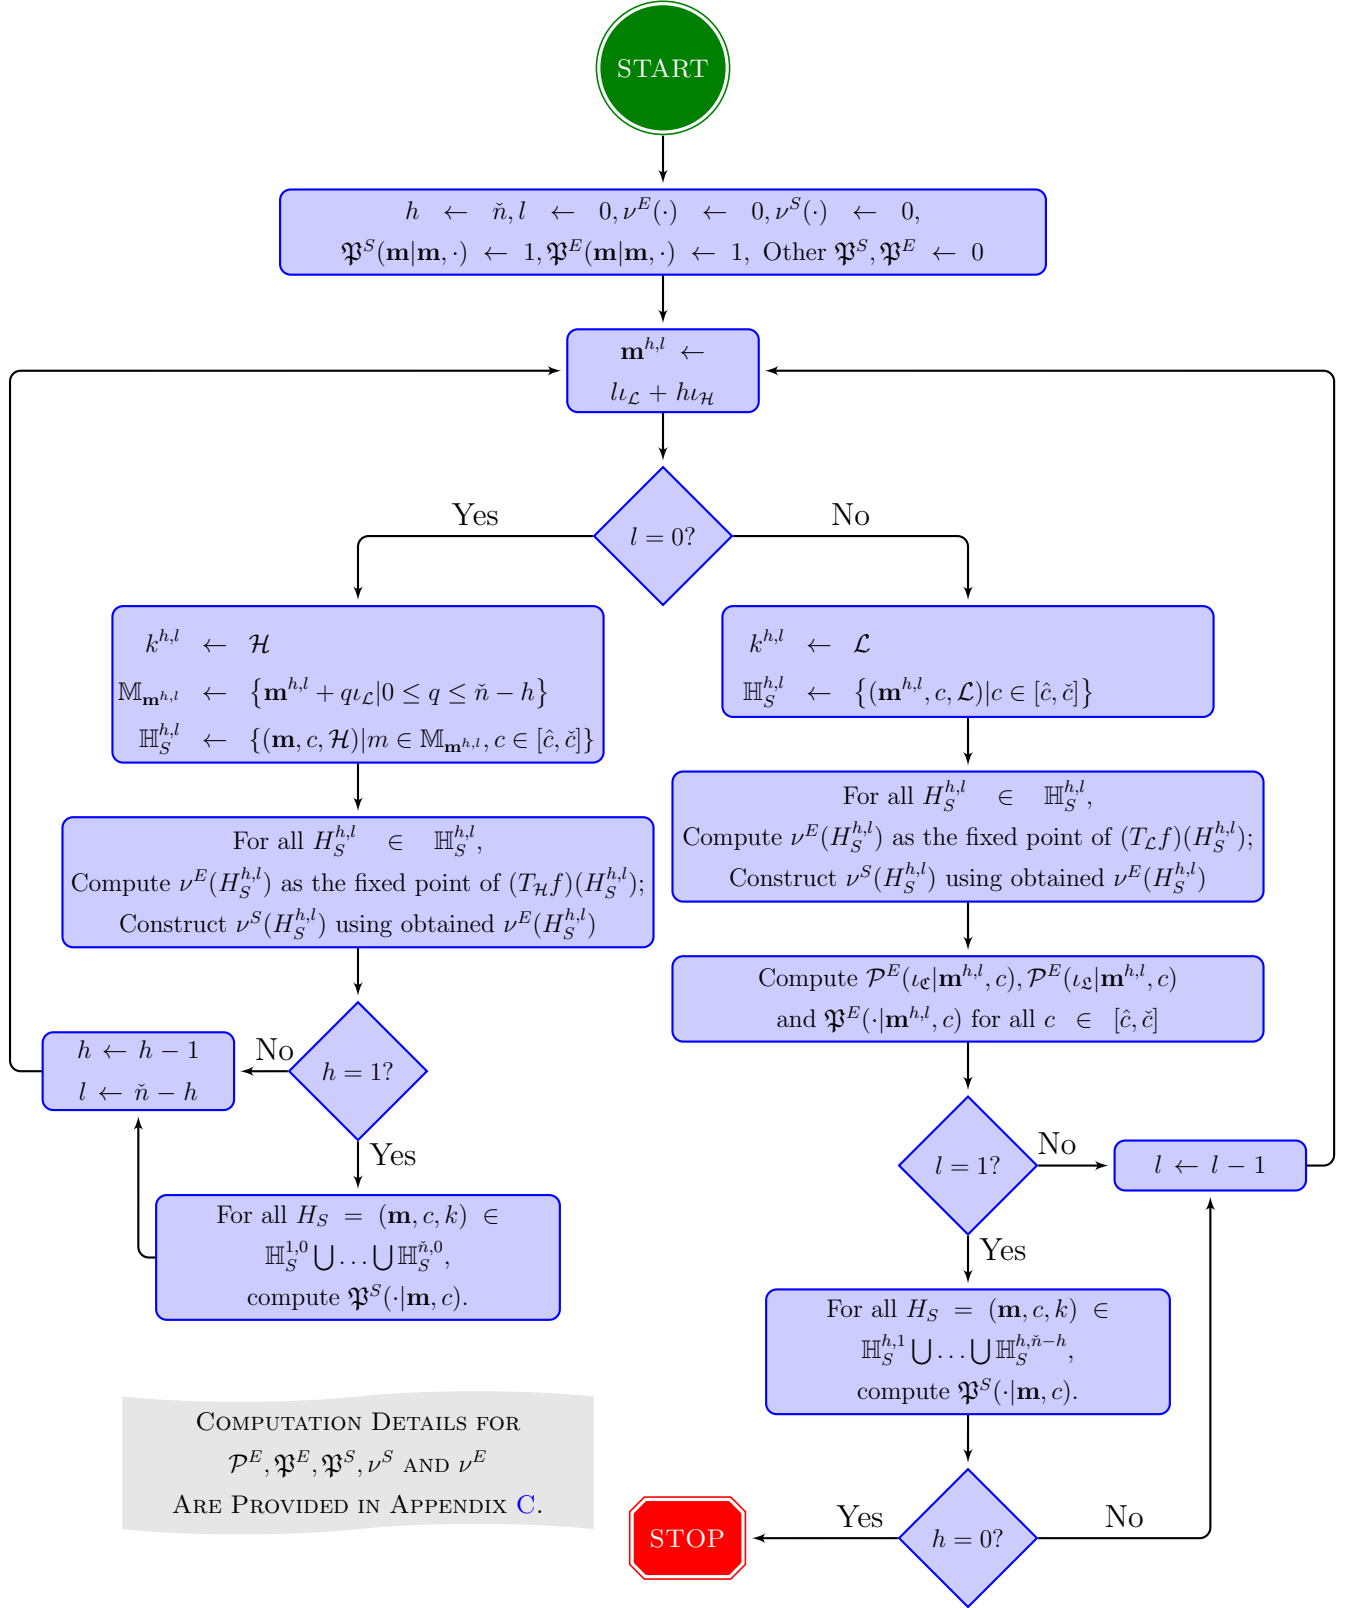 START
h ← ň, l ← 0, ν^E(·) ← 0, ν^S(·) ← 0,
𝔓^S(𝐦|𝐦, ·) ← 1, 𝔓^E(𝐦|𝐦, ·) ← 1, Other 𝔓^S, 𝔓^E ← 0
𝐦^{h,l} ←
lι_ℒ + hι_ℋ
l = 0?
Yes
No
k^{h,l} ← ℋ
𝕄_{𝐦^{h,l}} ← {𝐦^{h,l} + qι_ℒ|0 ≤ q ≤ ň − h}
ℍ_S^{h,l} ← {(𝐦, c, ℋ)|m ∈ 𝕄_{𝐦^{h,l}}, c ∈ [ĉ, č]}
For all H_S^{h,l} ∈ ℍ_S^{h,l},
Compute ν^E(H_S^{h,l}) as the fixed point of (T_ℋ f)(H_S^{h,l});
Construct ν^S(H_S^{h,l}) using obtained ν^E(H_S^{h,l})
h = 1?
No
h ← h − 1
l ← ň − h
Yes
For all H_S = (𝐦, c, k) ∈
ℍ_S^{1,0} ⋃ … ⋃ ℍ_S^{ň,0},
compute 𝔓^S(·|𝐦, c).
k^{h,l} ← ℒ
ℍ_S^{h,l} ← {(𝐦^{h,l}, c, ℒ)|c ∈ [ĉ, č]}
For all H_S^{h,l} ∈ ℍ_S^{h,l},
Compute ν^E(H_S^{h,l}) as the fixed point of (T_ℒ f)(H_S^{h,l});
Construct ν^S(H_S^{h,l}) using obtained ν^E(H_S^{h,l})
Compute 𝒫^E(ι_ℭ|𝐦^{h,l}, c), 𝒫^E(ι_𝔏|𝐦^{h,l}, c)
and 𝔓^E(·|𝐦^{h,l}, c) for all c ∈ [ĉ, č]
l = 1?
No
l ← l − 1
Yes
For all H_S = (𝐦, c, k) ∈
ℍ_S^{h,1} ⋃ … ⋃ ℍ_S^{h,ň−h},
compute 𝔓^S(·|𝐦, c).
h = 0?
Yes
No
STOP
Computation Details for
𝒫^E, 𝔓^E, 𝔓^S, ν^S and ν^E
Are Provided in Appendix C.